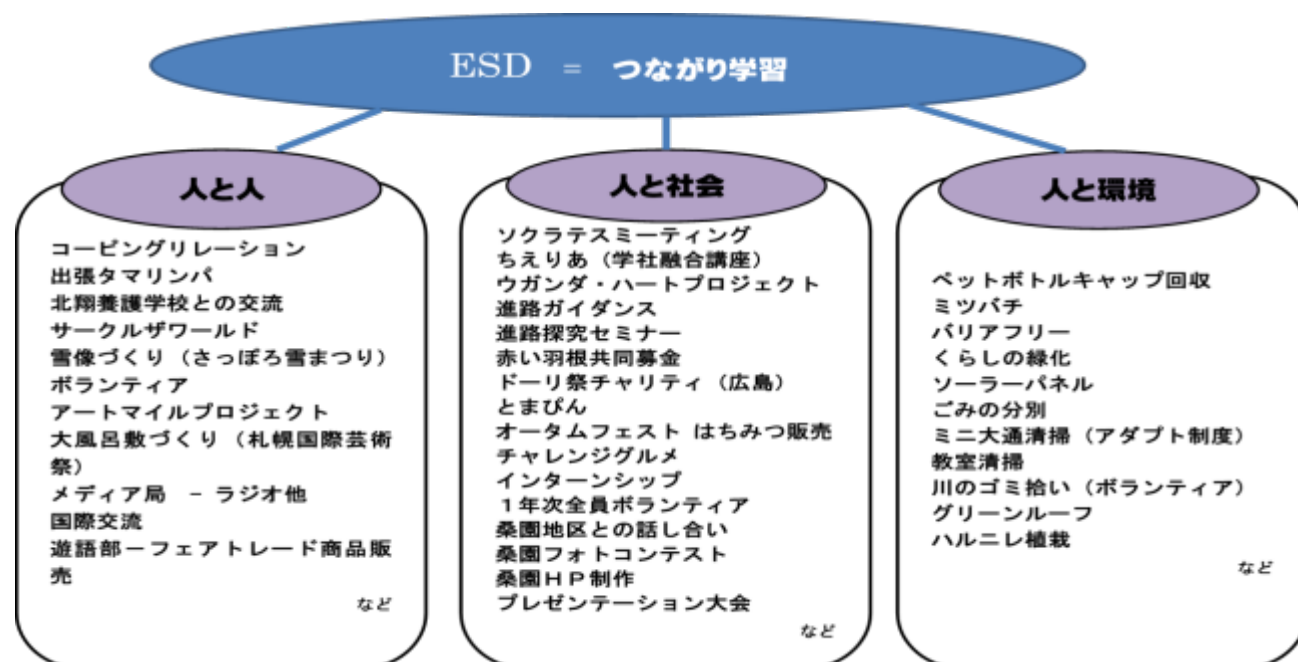 ESD = つながり学習
人と人
コーピングリレーション
出張タマリンパ
北翔養護学校との交流
サークルザワールド
雪像づくり（さっぽろ雪まつり）
ボランティア
アートマイルプロジェクト
大風呂敷づくり（札幌国際芸術
祭）
メディア局 － ラジオ他
国際交流
遊語部－フェアトレード商品販
売
など
人と社会
ソクラテスミーティング
ちえりあ（学社融合講座）
ウガンダ・ハートプロジェクト
進路ガイダンス
進路探究セミナー
赤い羽根共同募金
ドーリ祭チャリティ（広島）
とまぴん
オータムフェスト はちみつ販売
チャレンジグルメ
インターンシップ
１年次全員ボランティア
桑園地区との話し合い
桑園フォトコンテスト
桑園ＨＰ制作
プレゼンテーション大会
など
人と環境
ペットボトルキャップ回収
ミツバチ
バリアフリー
くらしの緑化
ソーラーパネル
ごみの分別
ミニ大通清掃（アダプト制度）
教室清掃
川のゴミ拾い（ボランティア）
グリーンルーフ
ハルニレ植栽
など